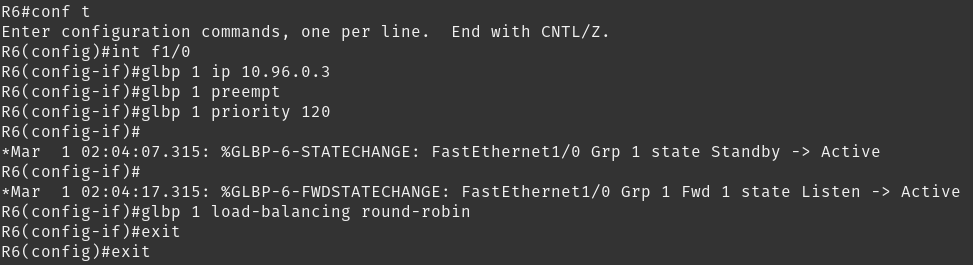 R6#conf t
Enter configuration commands, one per line.  End with CNTL/Z.
R6(config)#int f1/0
R6(config-if)#glbp 1 ip 10.96.0.3
R6(config-if)#glbp 1 preempt
R6(config-if)#glbp 1 priority 120
R6(config-if)#
*Mar  1 02:04:07.315: %GLBP-6-STATECHANGE: FastEthernet1/0 Grp 1 state Standby -> Active
R6(config-if)#
*Mar  1 02:04:17.315: %GLBP-6-FWDSTATECHANGE: FastEthernet1/0 Grp 1 Fwd 1 state Listen -> Active
R6(config-if)#glbp 1 load-balancing round-robin
R6(config-if)#exit
R6(config)#exit